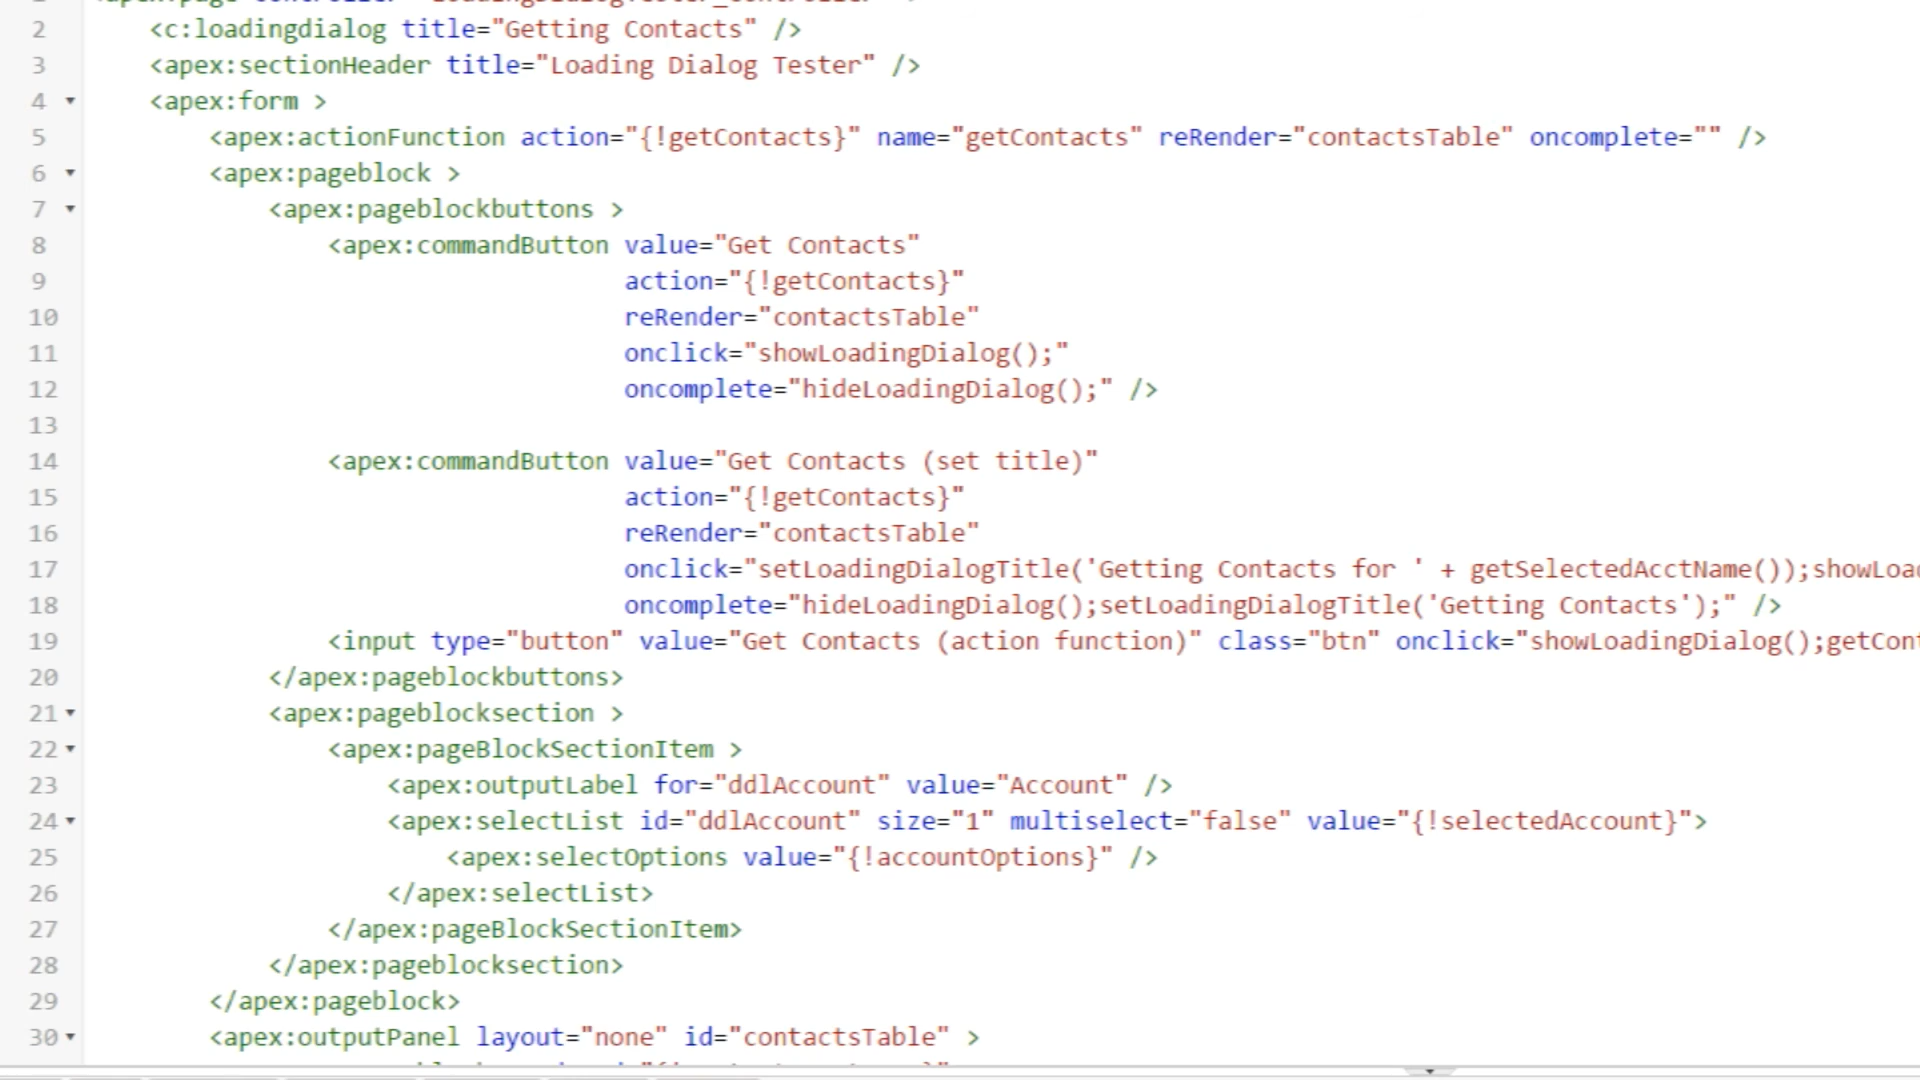 2 <c:loadingdialog title="Getting Contacts" />
3 <apex:sectionHeader title="Loading Dialog Tester" />
4 <apex:form >
5 <apex:actionFunction action="{!getContacts}" name="getContacts" reRender="contactsTable" oncomplete="" />
6 <apex:pageblock >
7 <apex:pageblockbuttons >
8 <apex:commandButton value="Get Contacts"
9 action="{!getContacts}"
10 reRender="contactsTable"
11 onclick="showLoadingDialog();"
12 oncomplete="hideLoadingDialog();" />
13
14 <apex:commandButton value="Get Contacts (set title)"
15 action="{!getContacts}"
16 reRender="contactsTable"
17 onclick="setLoadingDialogTitle('Getting Contacts for ' + getSelectedAcctName());showLoad
18 oncomplete="hideLoadingDialog();setLoadingDialogTitle('Getting Contacts');" />
19 <input type="button" value="Get Contacts (action function)" class="btn" onclick="showLoadingDialog();getCont
20 </apex:pageblockbuttons>
21 <apex:pageblocksection >
22 <apex:pageBlockSectionItem >
23 <apex:outputLabel for="ddlAccount" value="Account" />
24 <apex:selectList id="ddlAccount" size="1" multiselect="false" value="{!selectedAccount}">
25 <apex:selectOptions value="{!accountOptions}" />
26 </apex:selectList>
27 </apex:pageBlockSectionItem>
28 </apex:pageblocksection>
29 </apex:pageblock>
30 <apex:outputPanel layout="none" id="contactsTable" >